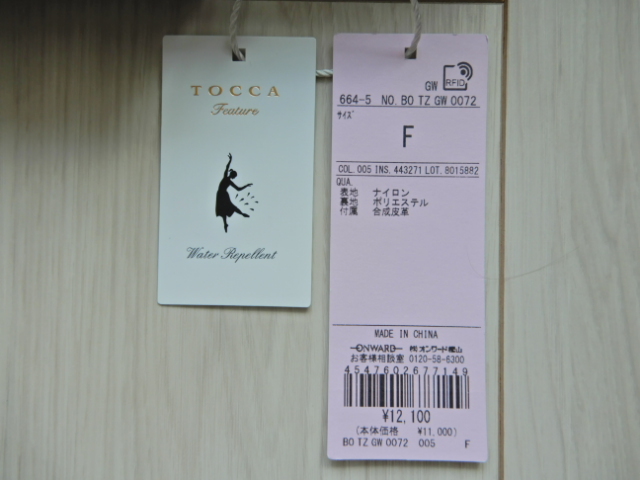 TOCCA
Feature
Water Repellent
GW RFID
664-5 NO. BO TZ GW 0072
サイズ
F
COL. 005 INS. 443271 LOT. 8015882
QUA.
表地 ナイロン
裏地 ポリエステル
付属 合成皮革
MADE IN CHINA
ONWARD ㈱オンワード樫山
お客様相談室 0120-58-6300
4547602677149
¥12,100
(本体価格 ¥11,000)
BO TZ GW 0072 005 F